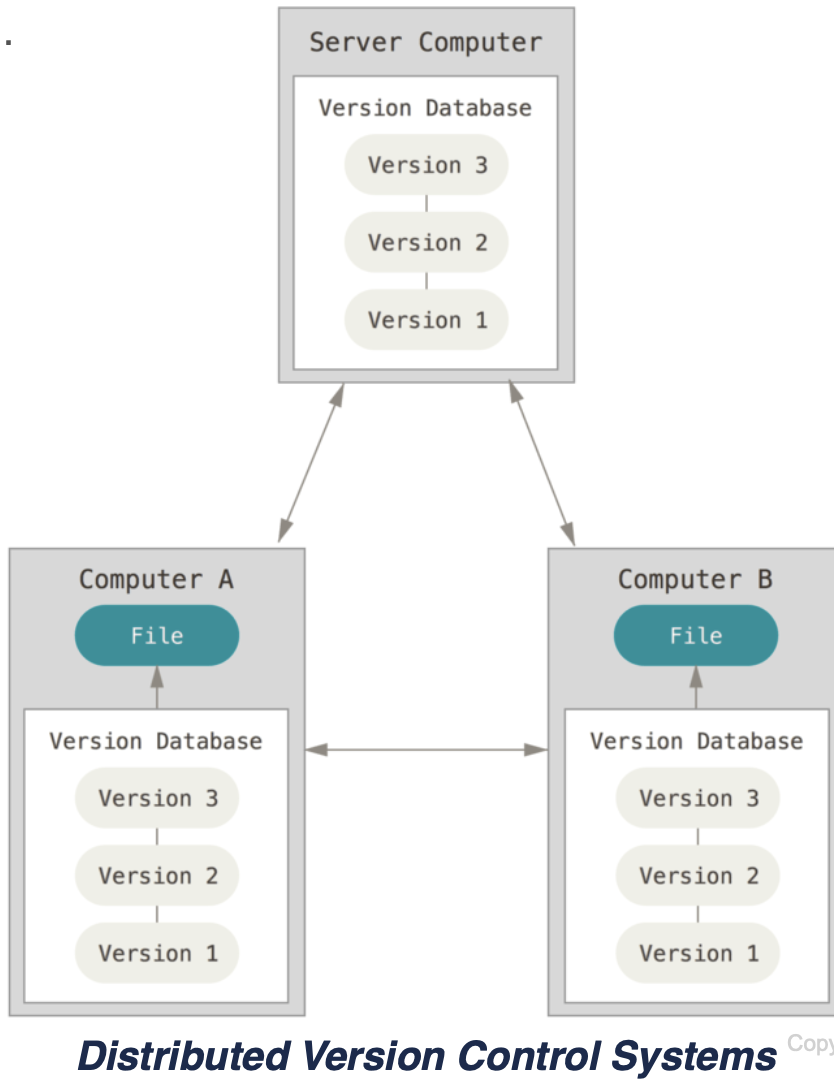 .
Server Computer
Version Database
Version 3
Version 2
Version 1
Computer A
File
Version Database
Version 3
Version 2
Version 1
Computer B
File
Version Database
Version 3
Version 2
Version 1
Distributed Version Control Systems
Copy